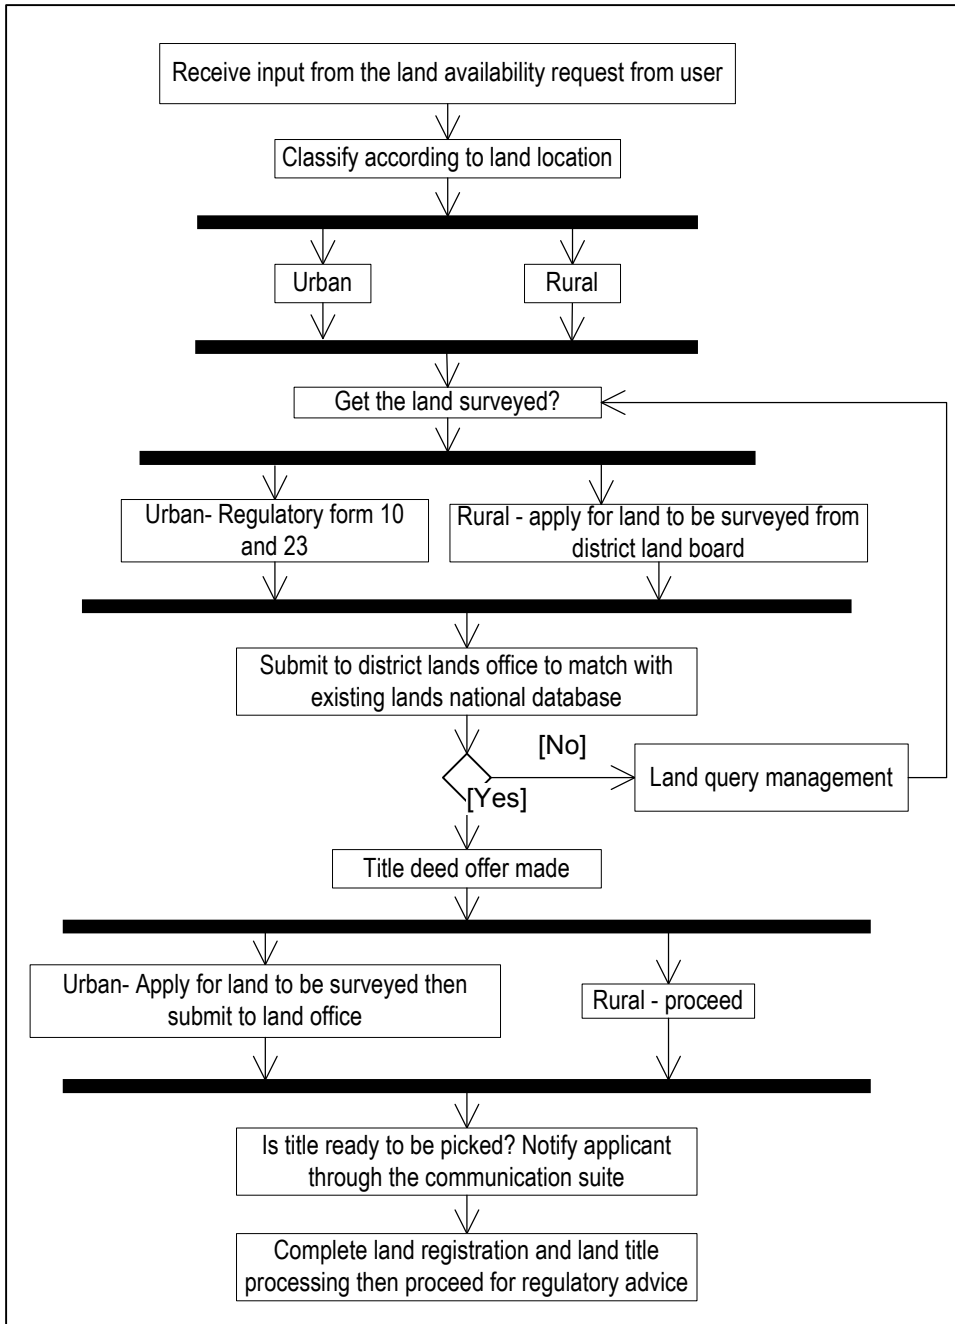 Receive input from the land availability request from user
Classify according to land location
Urban
Rural
Get the land surveyed?
Urban- Regulatory form 10
and 23
Rural - apply for land to be surveyed from
district land board
Submit to district lands office to match with
existing lands national database
[No]
Land query management
[Yes]
Title deed offer made
Urban- Apply for land to be surveyed then
submit to land office
Rural - proceed
Is title ready to be picked? Notify applicant
through the communication suite
Complete land registration and land title
processing then proceed for regulatory advice